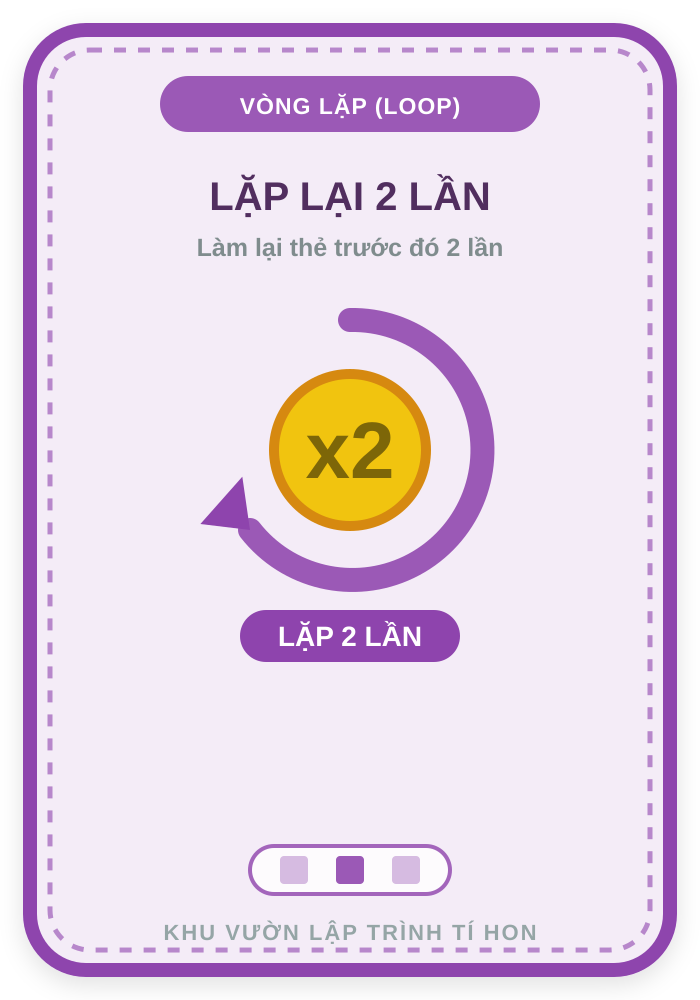 VÒNG LẶP (LOOP)
LẶP LẠI 2 LẦN
Làm lại thẻ trước đó 2 lần
x2
LẶP 2 LẦN
KHU VƯỜN LẬP TRÌNH TÍ HON